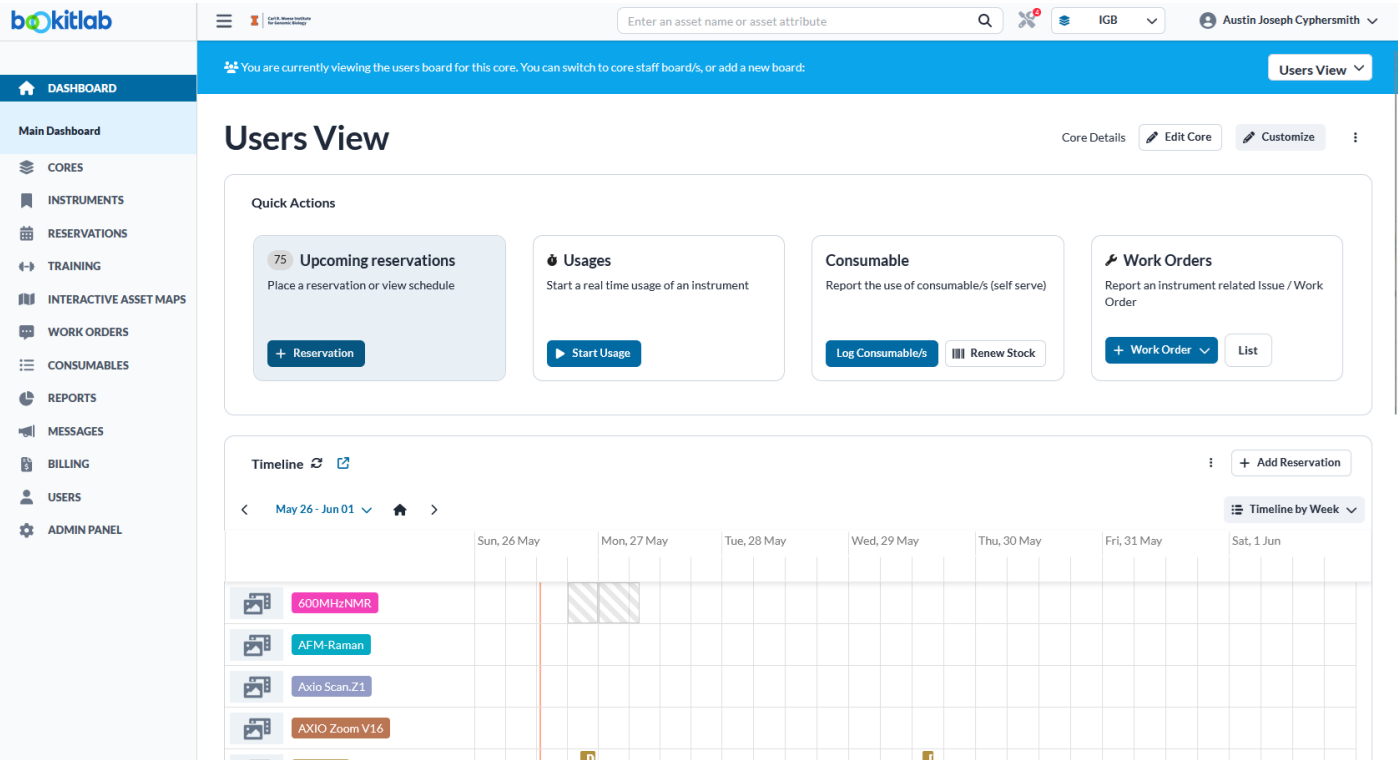 bookitlab
Carl R. Woese Institute
for Genomic Biology
Enter an asset name or asset attribute
4
IGB
Austin Joseph Cyphersmith
You are currently viewing the users board for this core. You can switch to core staff board/s, or add a new board:
Users View
DASHBOARD
Main Dashboard
CORES
INSTRUMENTS
RESERVATIONS
TRAINING
INTERACTIVE ASSET MAPS
WORK ORDERS
CONSUMABLES
REPORTS
MESSAGES
BILLING
USERS
ADMIN PANEL
Users View
Core Details Edit Core Customize
Quick Actions
75 Upcoming reservations
Place a reservation or view schedule
+ Reservation
Usages
Start a real time usage of an instrument
Start Usage
Consumable
Report the use of consumable/s (self serve)
Log Consumable/s Renew Stock
Work Orders
Report an instrument related Issue / Work
Order
+ Work Order List
Timeline
+ Add Reservation
May 26 - Jun 01
Timeline by Week
Sun, 26 May Mon, 27 May Tue, 28 May Wed, 29 May Thu, 30 May Fri, 31 May Sat, 1 Jun
600MHzNMR
AFM-Raman
Axio Scan.Z1
AXIO Zoom V16